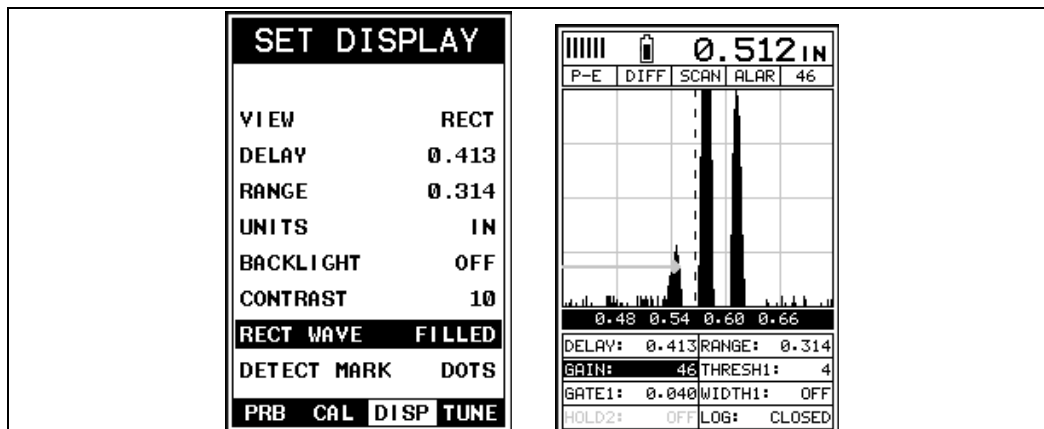 SET DISPLAY
VIEW RECT
DELAY 0.413
RANGE 0.314
UNITS IN
BACKLIGHT OFF
CONTRAST 10
RECT WAVE FILLED
DETECT MARK DOTS
PRB CAL DISP TUNE
0.512 IN
P-E DIFF SCAN ALAR 46
0.48 0.54 0.60 0.66
DELAY: 0.413 RANGE: 0.314
GAIN: 46 THRESH1: 4
GATE1: 0.040 WIDTH1: OFF
HOLD2: OFF LOG: CLOSED